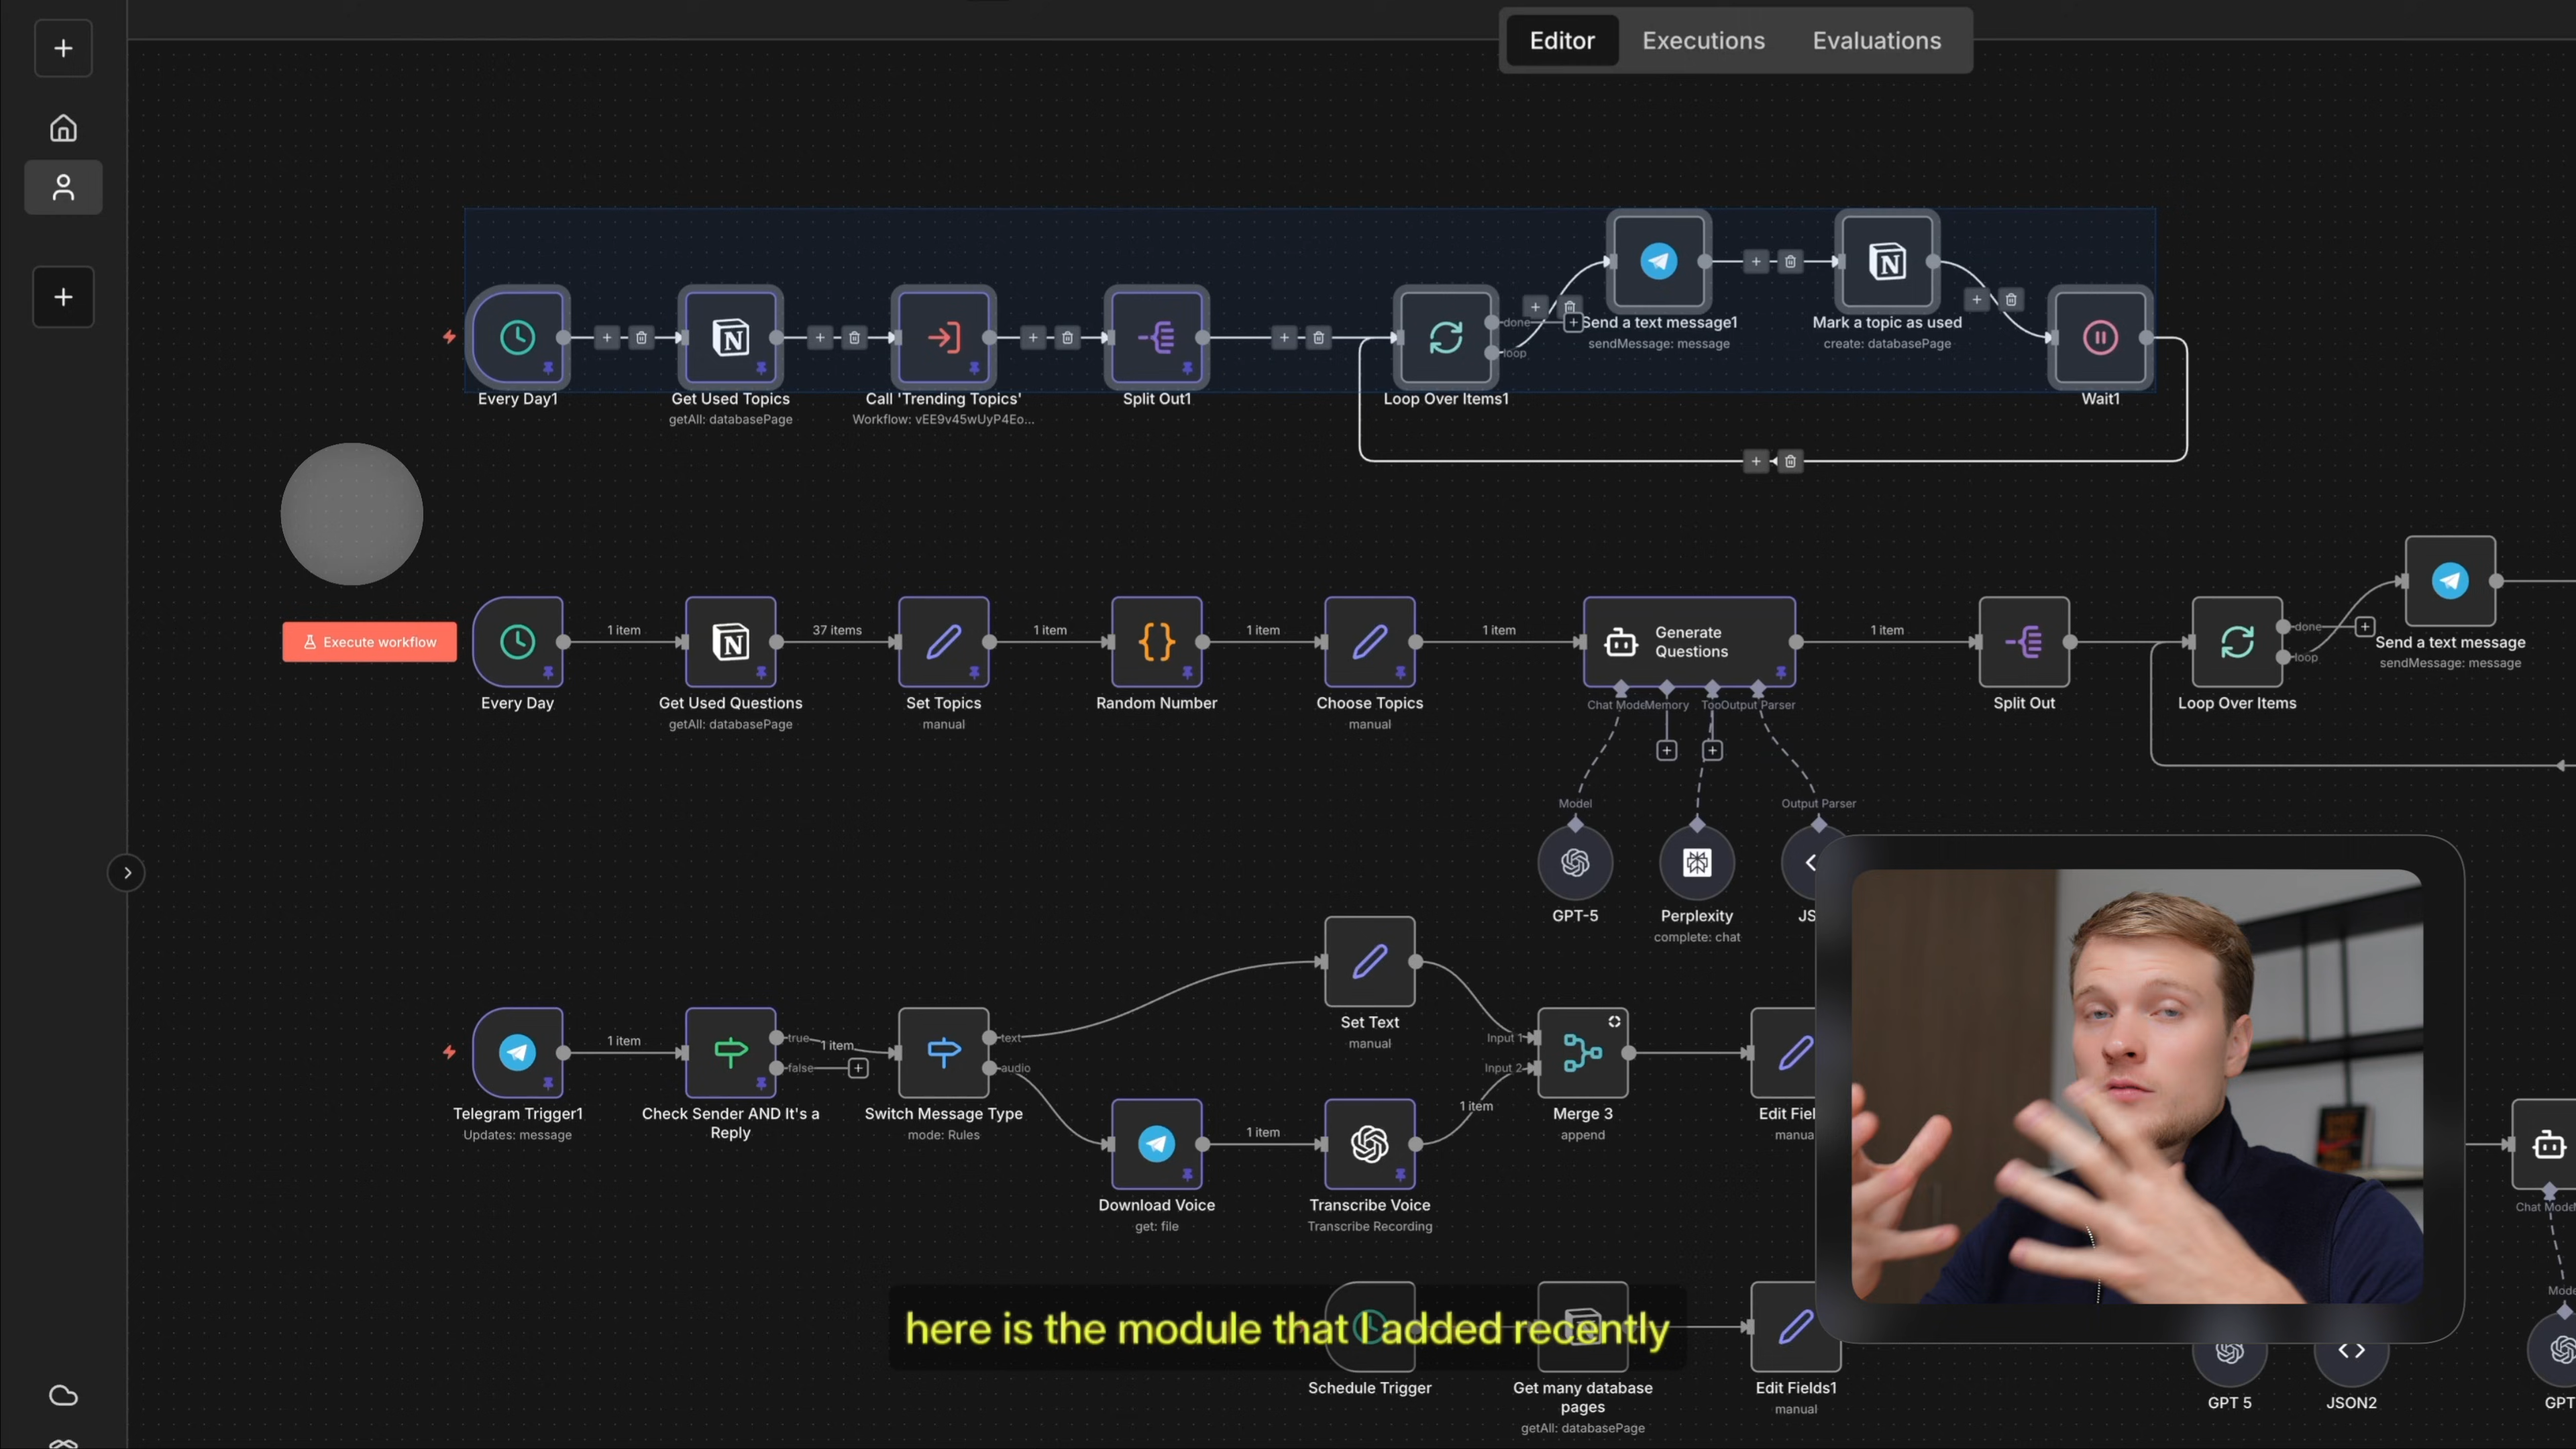 Editor Executions Evaluations
done
loop
Send a text message1
sendMessage: message
Mark a topic as used
create: databasePage
Every Day1
Get Used Topics
getAll: databasePage
Call 'Trending Topics'
Workflow: vEE9v45wUyP4Eo...
Split Out1
Loop Over Items1
Wait1
Execute workflow
1 item
37 items
1 item
1 item
1 item
Generate
Questions
1 item
done
loop
Send a text message
sendMessage: message
Every Day
Get Used Questions
getAll: databasePage
Set Topics
manual
Random Number
Choose Topics
manual
Chat Mode
Memory
Too
Output Parser
Split Out
Loop Over Items
Model
Output Parser
GPT-5
Perplexity
complete: chat
JS
Set Text
manual
1 item
true
false
1 item
text
audio
Input 1
Input 2
Telegram Trigger1
Updates: message
Check Sender AND It's a
Reply
Switch Message Type
mode: Rules
1 item
1 item
Merge 3
append
Edit Fiel
manua
Download Voice
get: file
Transcribe Voice
Transcribe Recording
Chat Model
Mode
here is the module that I added recently
Schedule Trigger
Get many database
pages
getAll: databasePage
Edit Fields1
manual
GPT 5
JSON2
GPT